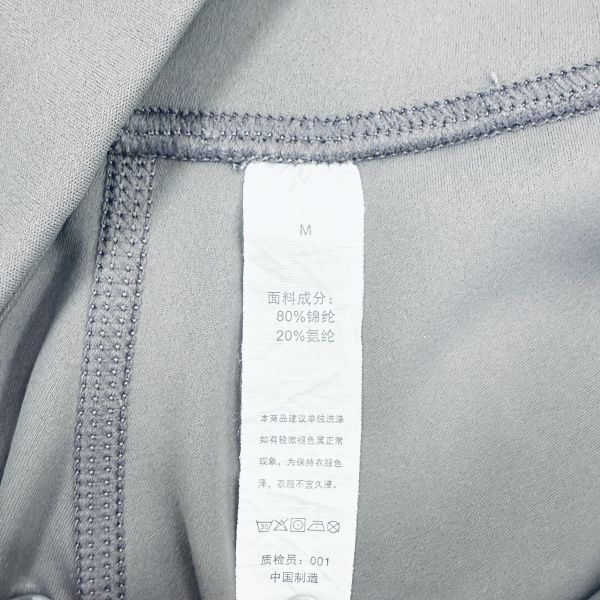 M
面料成分：
80%锦纶
20%氨纶
本商品建议单独洗涤
如有轻微褪色属正常
现象，为保持衣服色
泽，衣服不宜久浸。
30
质检员：001
中国制造